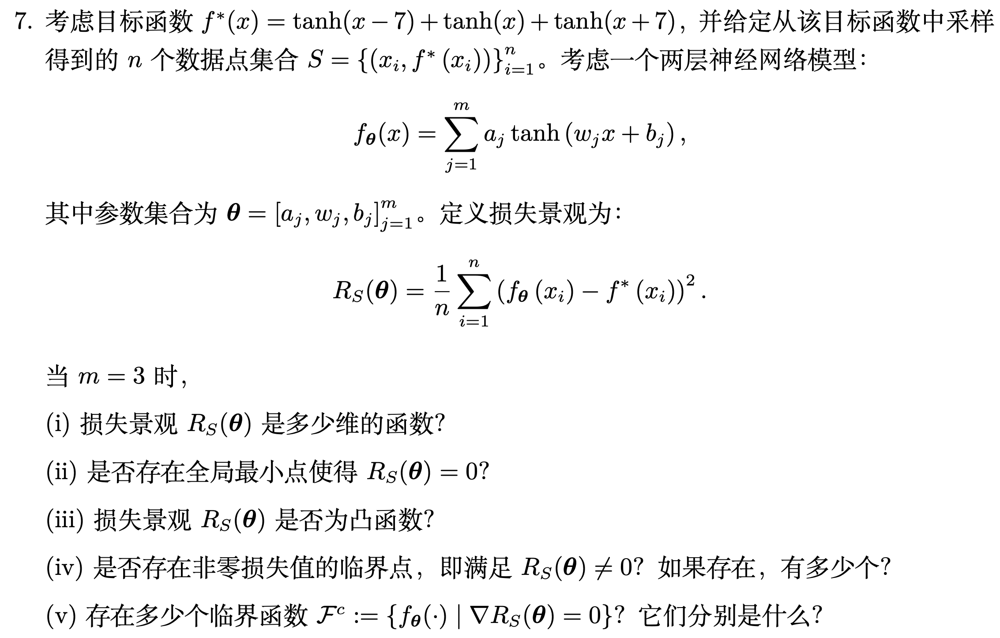 7. 考虑目标函数 $f^*(x) = \tanh(x-7) + \tanh(x) + \tanh(x+7)$，并给定从该目标函数中采样
得到的 $n$ 个数据点集合 $S = \{(x_i, f^*(x_i))\}_{i=1}^n$。考虑一个两层神经网络模型：
$$f_{\boldsymbol{\theta}}(x) = \sum_{j=1}^{m} a_j \tanh(w_j x + b_j),$$
其中参数集合为 $\boldsymbol{\theta} = [a_j, w_j, b_j]_{j=1}^m$。定义损失景观为：
$$R_S(\boldsymbol{\theta}) = \frac{1}{n} \sum_{i=1}^{n} (f_{\boldsymbol{\theta}}(x_i) - f^*(x_i))^2.$$
当 $m = 3$ 时，
(i) 损失景观 $R_S(\boldsymbol{\theta})$ 是多少维的函数？
(ii) 是否存在全局最小点使得 $R_S(\boldsymbol{\theta}) = 0$？
(iii) 损失景观 $R_S(\boldsymbol{\theta})$ 是否为凸函数？
(iv) 是否存在非零损失值的临界点，即满足 $R_S(\boldsymbol{\theta}) \neq 0$？如果存在，有多少个？
(v) 存在多少个临界函数 $\mathcal{F}^c := \{f_{\boldsymbol{\theta}}(\cdot) \mid \nabla R_S(\boldsymbol{\theta}) = 0\}$？它们分别是什么？